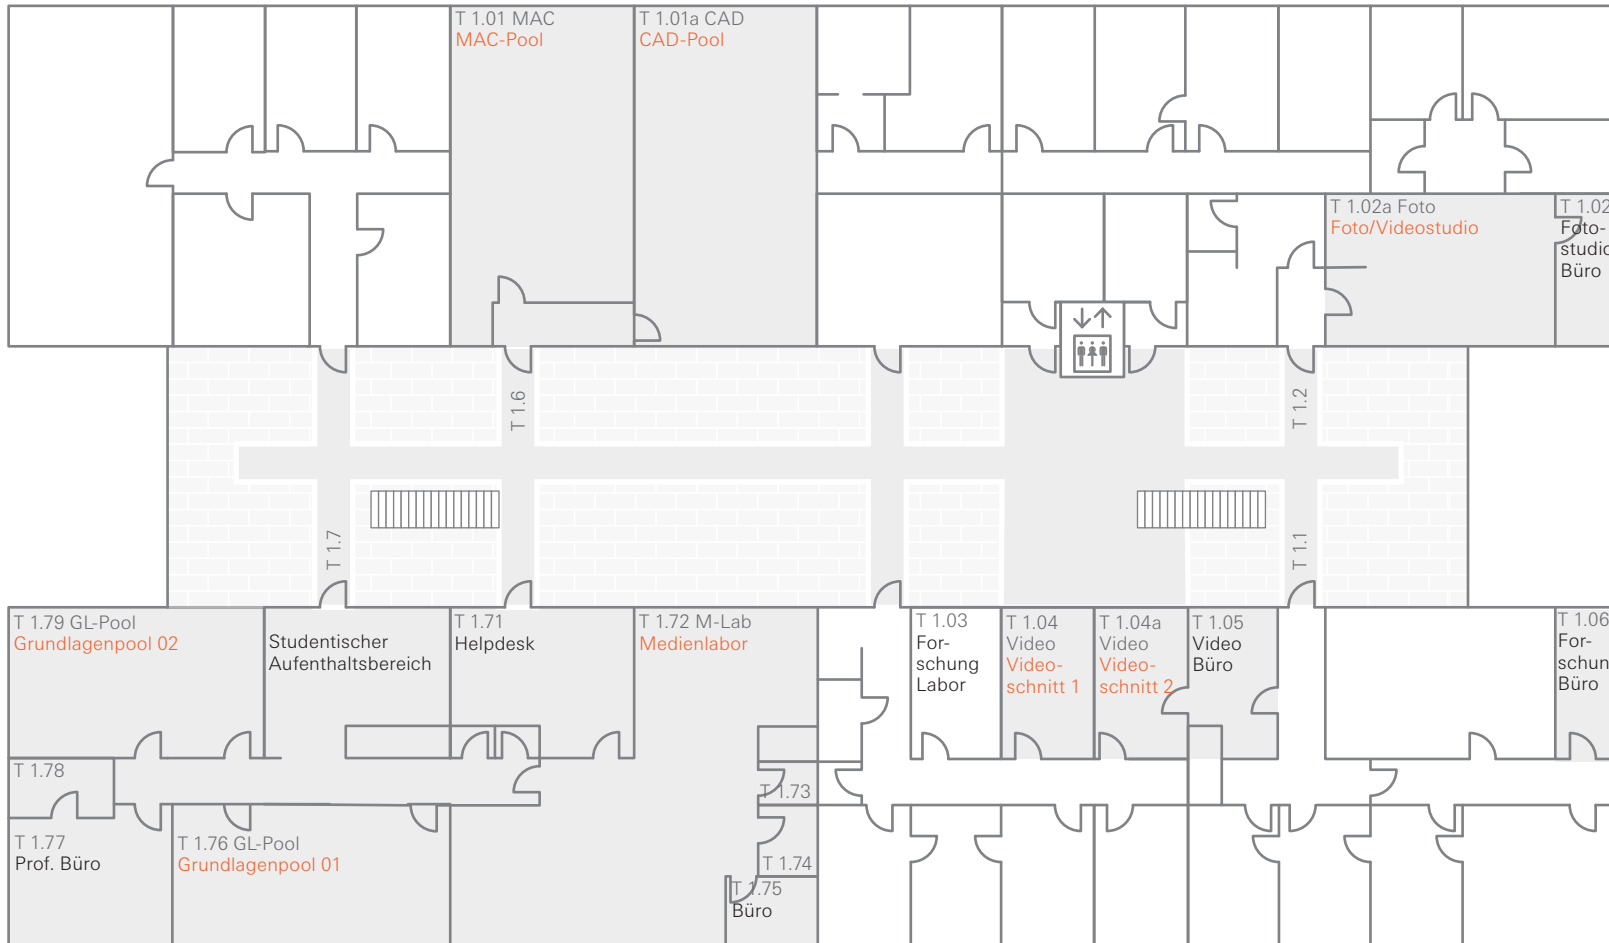 T 1.01 MAC
MAC-Pool
T 1.01a CAD
CAD-Pool
T 1.02a Foto
Foto/Videostudio
T 1.02
Foto-
studio
Büro
T 1.6
T 1.2
T 1.7
T 1.1
T 1.79 GL-Pool
Grundlagenpool 02
Studentischer
Aufenthaltsbereich
T 1.71
Helpdesk
T 1.72 M-Lab
Medienlabor
T 1.03
For-
schung
Labor
T 1.04
Video
Video-
schnitt 1
T 1.04a
Video
Video-
schnitt 2
T 1.05
Video
Büro
T 1.06
For-
schun
Büro
T 1.78
T 1.73
T 1.77
Prof. Büro
T 1.76 GL-Pool
Grundlagenpool 01
T 1.74
T 1.75
Büro